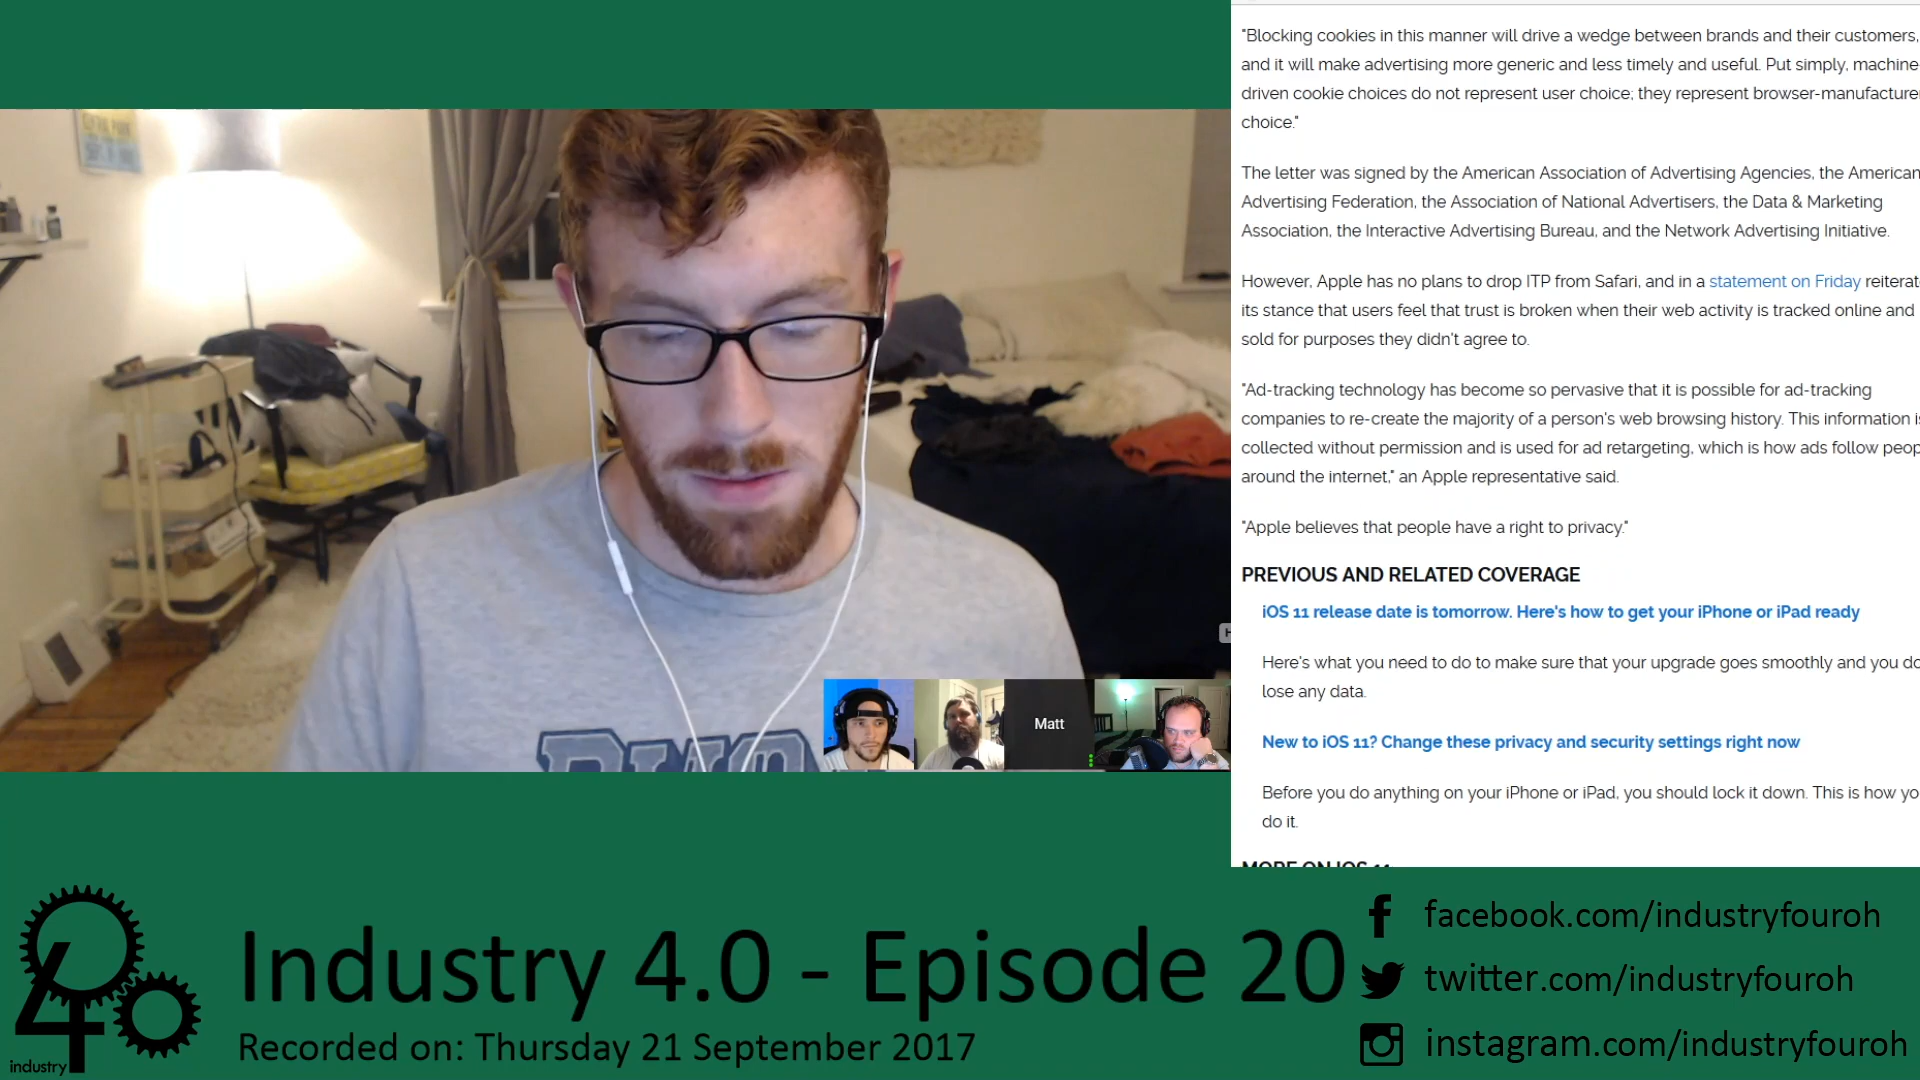 "Blocking cookies in this manner will drive a wedge between brands and their customers,
and it will make advertising more generic and less timely and useful. Put simply, machine-
driven cookie choices do not represent user choice; they represent browser-manufacturer
choice."
The letter was signed by the American Association of Advertising Agencies, the American
Advertising Federation, the Association of National Advertisers, the Data & Marketing
Association, the Interactive Advertising Bureau, and the Network Advertising Initiative.
However, Apple has no plans to drop ITP from Safari, and in a statement on Friday reiterat
its stance that users feel that trust is broken when their web activity is tracked online and
sold for purposes they didn't agree to.
"Ad-tracking technology has become so pervasive that it is possible for ad-tracking
companies to re-create the majority of a person's web browsing history. This information is
collected without permission and is used for ad retargeting, which is how ads follow peop
around the internet," an Apple representative said.
"Apple believes that people have a right to privacy."
PREVIOUS AND RELATED COVERAGE
iOS 11 release date is tomorrow. Here's how to get your iPhone or iPad ready
Here's what you need to do to make sure that your upgrade goes smoothly and you do
lose any data.
New to iOS 11? Change these privacy and security settings right now
Before you do anything on your iPhone or iPad, you should lock it down. This is how yo
do it.
MORE ON IOS 11
Matt
industry
40
Industry 4.0 - Episode 20
Recorded on: Thursday 21 September 2017
facebook.com/industryfouroh
twitter.com/industryfouroh
instagram.com/industryfouroh